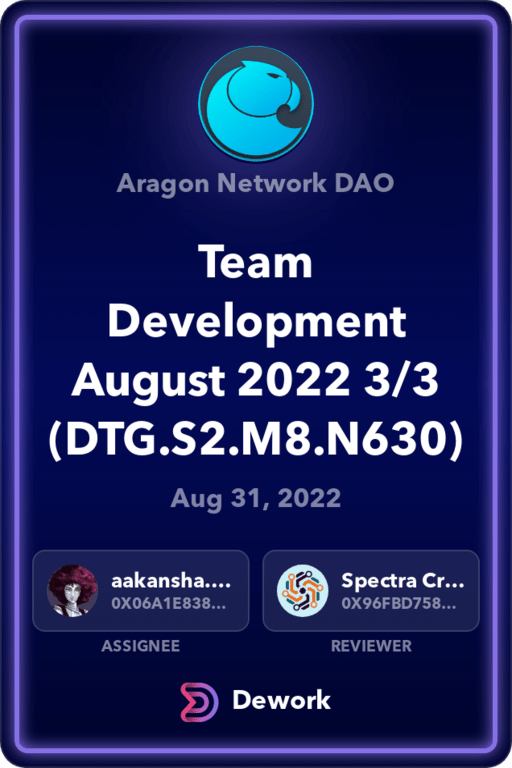 Aragon Network DAO
Team
Development
August 2022 3/3
(DTG.S2.M8.N630)
Aug 31, 2022
aakansha.... Spectra Cr...
0X06A1E838... 0X96FBD758...
ASSIGNEE REVIEWER
Dework